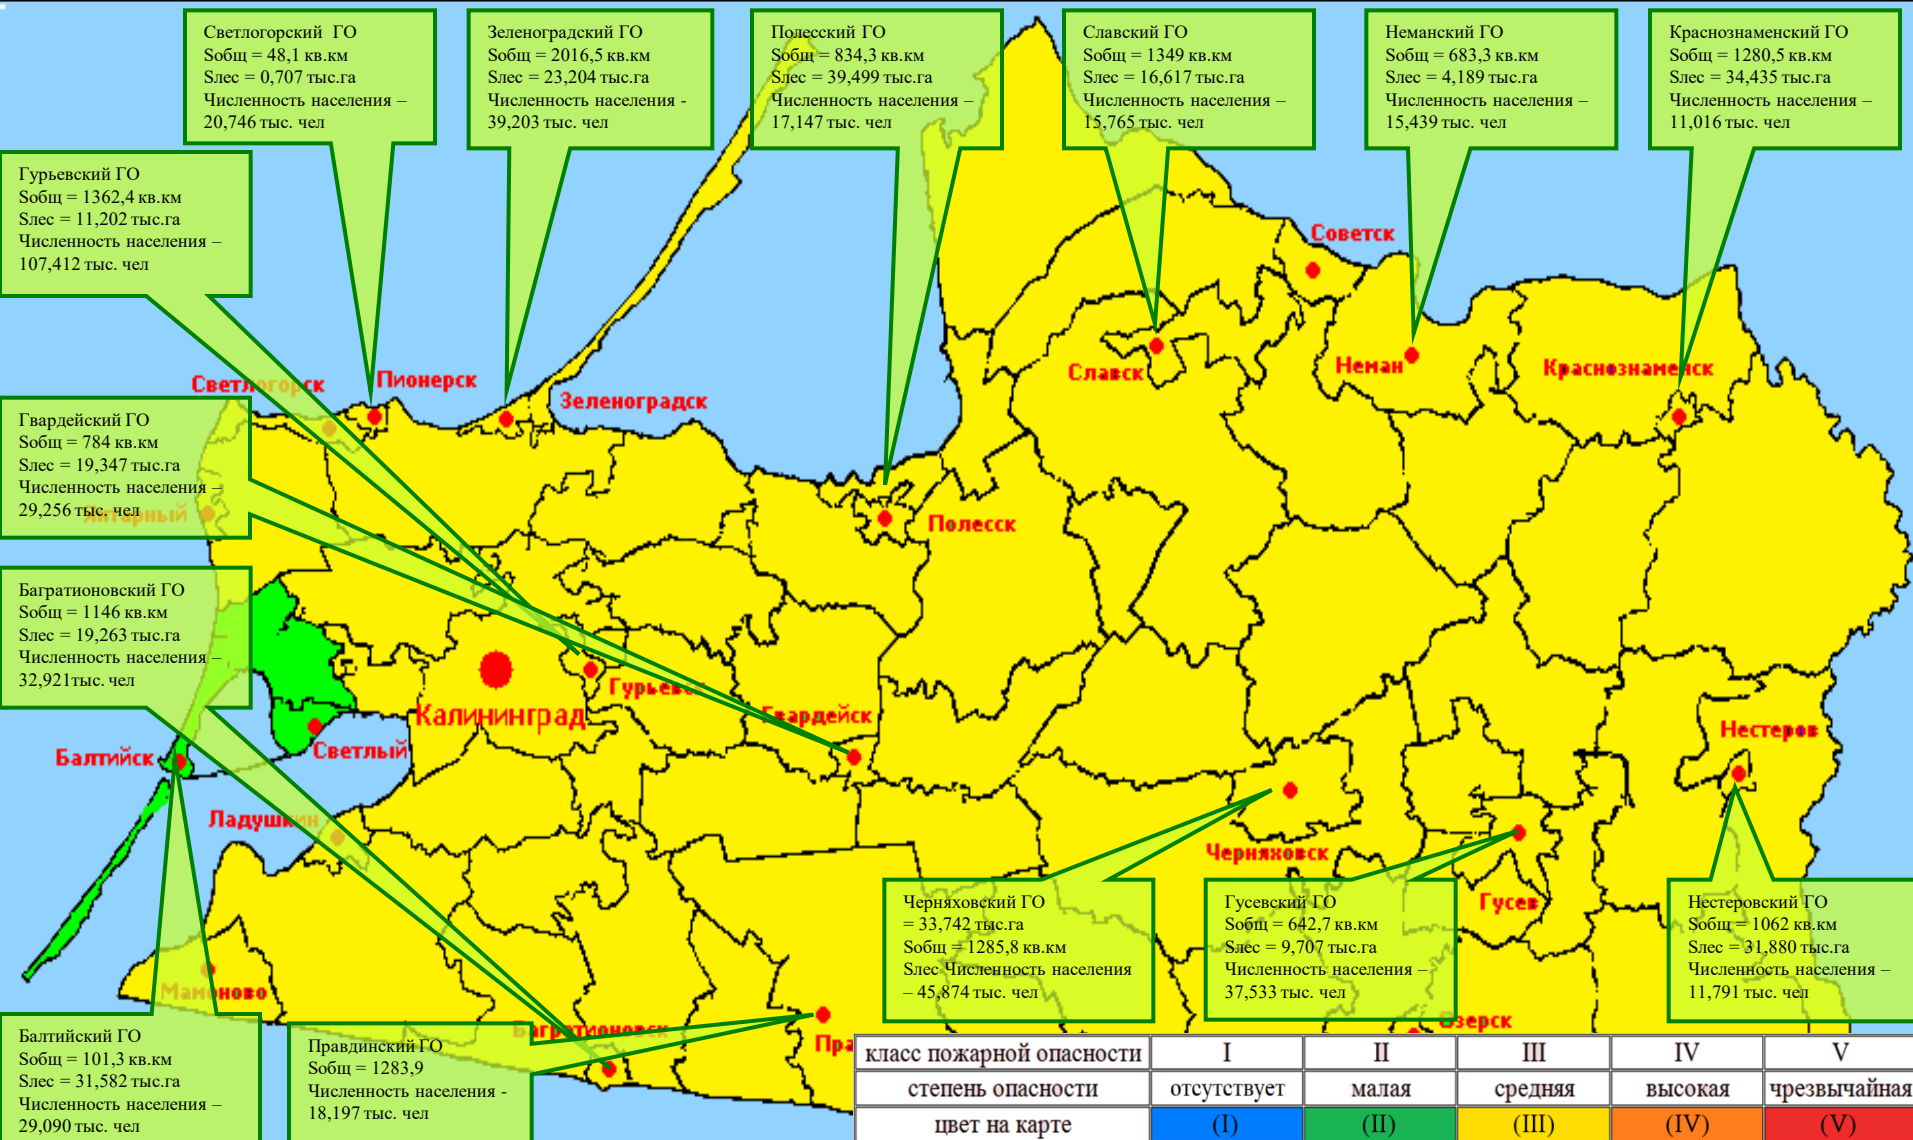 Светлогорский ГО
Sобщ = 48,1 кв.км
Sлес = 0,707 тыс.га
Численность населения –
20,746 тыс. чел
Зеленоградский ГО
Sобщ = 2016,5 кв.км
Sлес = 23,204 тыс.га
Численность населения -
39,203 тыс. чел
Полесский ГО
Sобщ = 834,3 кв.км
Sлес = 39,499 тыс.га
Численность населения –
17,147 тыс. чел
Славский ГО
Sобщ = 1349 кв.км
Sлес = 16,617 тыс.га
Численность населения –
15,765 тыс. чел
Неманский ГО
Sобщ = 683,3 кв.км
Sлес = 4,189 тыс.га
Численность населения –
15,439 тыс. чел
Краснознаменский ГО
Sобщ = 1280,5 кв.км
Sлес = 34,435 тыс.га
Численность населения –
11,016 тыс. чел
Гурьевский ГО
Sобщ = 1362,4 кв.км
Sлес = 11,202 тыс.га
Численность населения –
107,412 тыс. чел
Советск
Славск
Неман
Краснознаменск
Светлогорск
Пионерск
Зеленоградск
Гвардейский ГО
Sобщ = 784 кв.км
Sлес = 19,347 тыс.га
Численность населения –
29,256 тыс. чел
Янтарный
Полесск
Багратионовский ГО
Sобщ = 1146 кв.км
Sлес = 19,263 тыс.га
Численность населения –
32,921тыс. чел
Гурьевск
Калининград
Гвардейск
Нестеров
Светлый
Балтийск
Ладушкин
Черняховск
Гусев
Черняховский ГО
= 33,742 тыс.га
Sобщ = 1285,8 кв.км
Sлес Численность населения
– 45,874 тыс. чел
Гусевский ГО
Sобщ = 642,7 кв.км
Sлес = 9,707 тыс.га
Численность населения –
37,533 тыс. чел
Нестеровский ГО
Sобщ = 1062 кв.км
Sлес = 31,880 тыс.га
Численность населения –
11,791 тыс. чел
Мамоново
Багратионовск
Озерск
Пра
Балтийский ГО
Sобщ = 101,3 кв.км
Sлес = 31,582 тыс.га
Численность населения –
29,090 тыс. чел
Правдинский ГО
Sобщ = 1283,9
Численность населения -
18,197 тыс. чел
класс пожарной опасности I II III IV V
степень опасности отсутствует малая средняя высокая чрезвычайная
цвет на карте (I) (II) (III) (IV) (V)